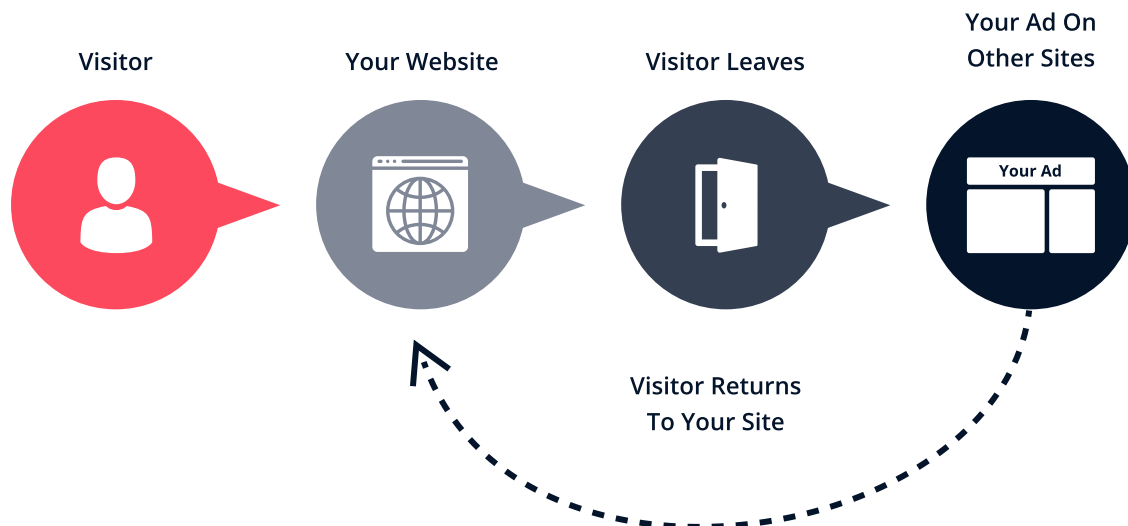 Visitor
Your Website
Visitor Leaves
Your Ad On
Other Sites
Your Ad
Visitor Returns
To Your Site